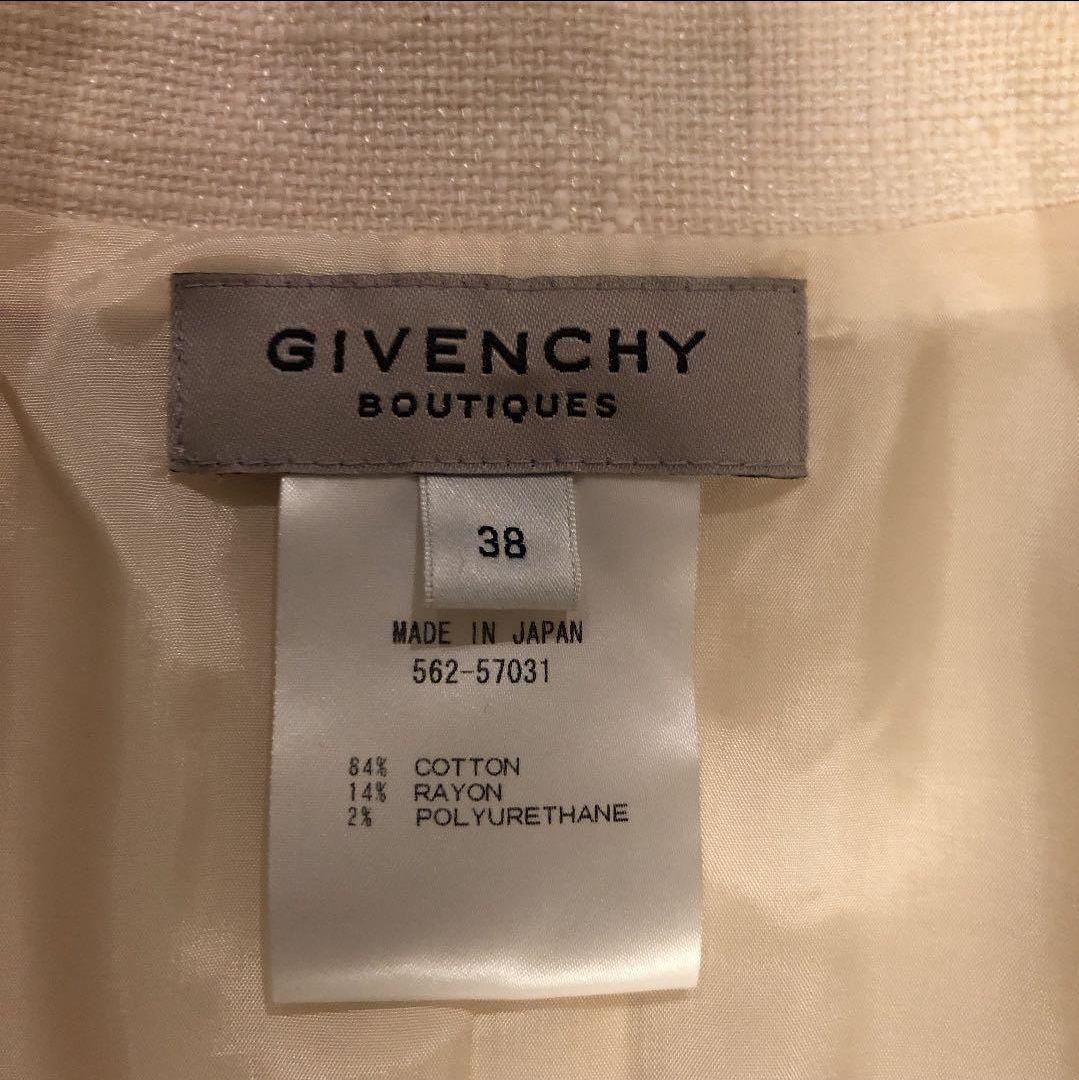 GIVENCHY
BOUTIQUES
38
MADE IN JAPAN
562-57031
84% COTTON
14% RAYON
2% POLYURETHANE